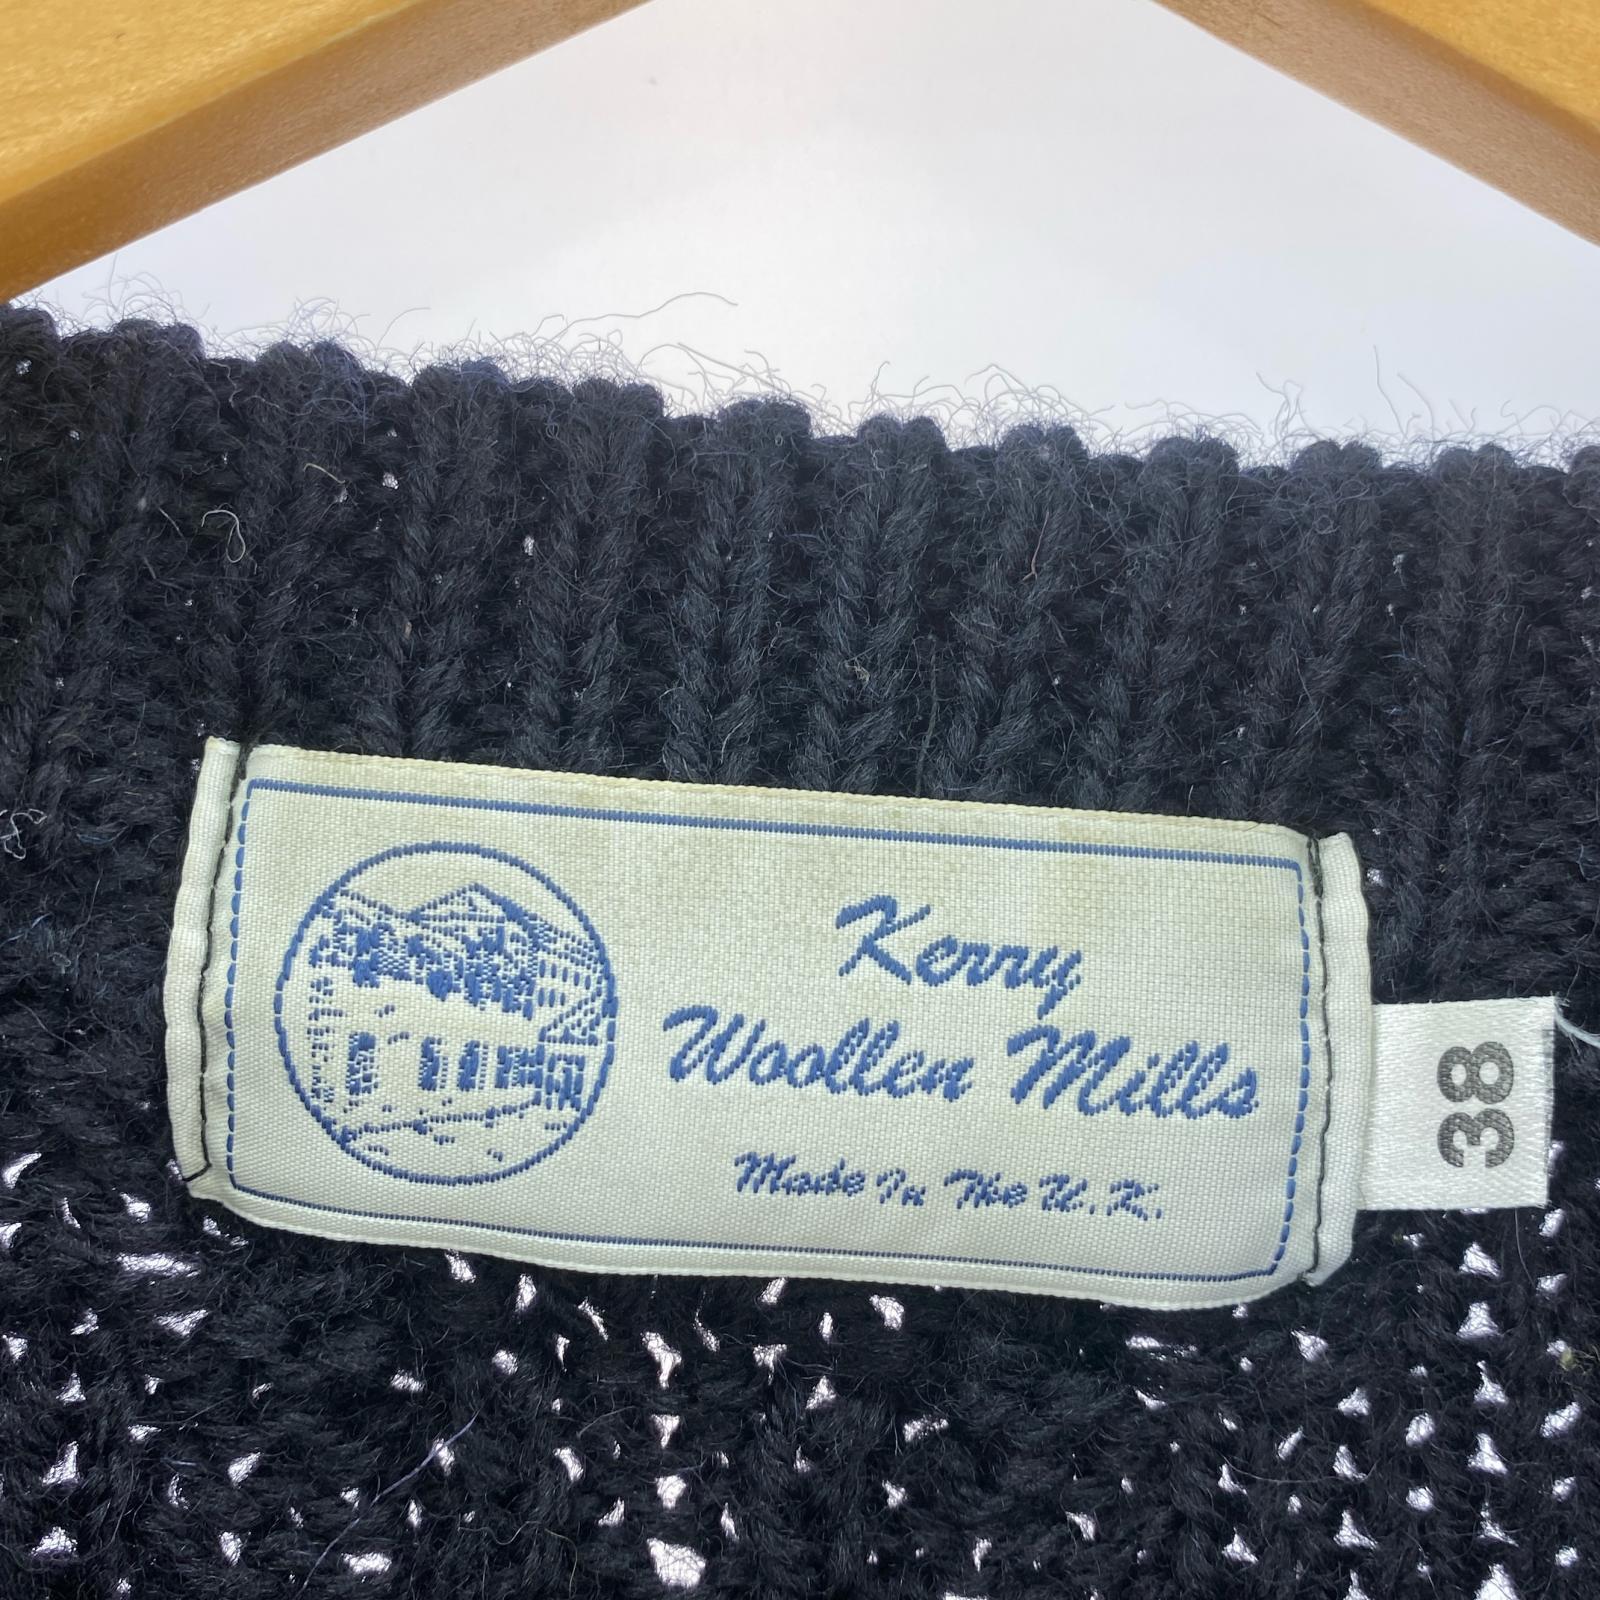 Kerry
Woollen Mills
Made In The U.K.
38